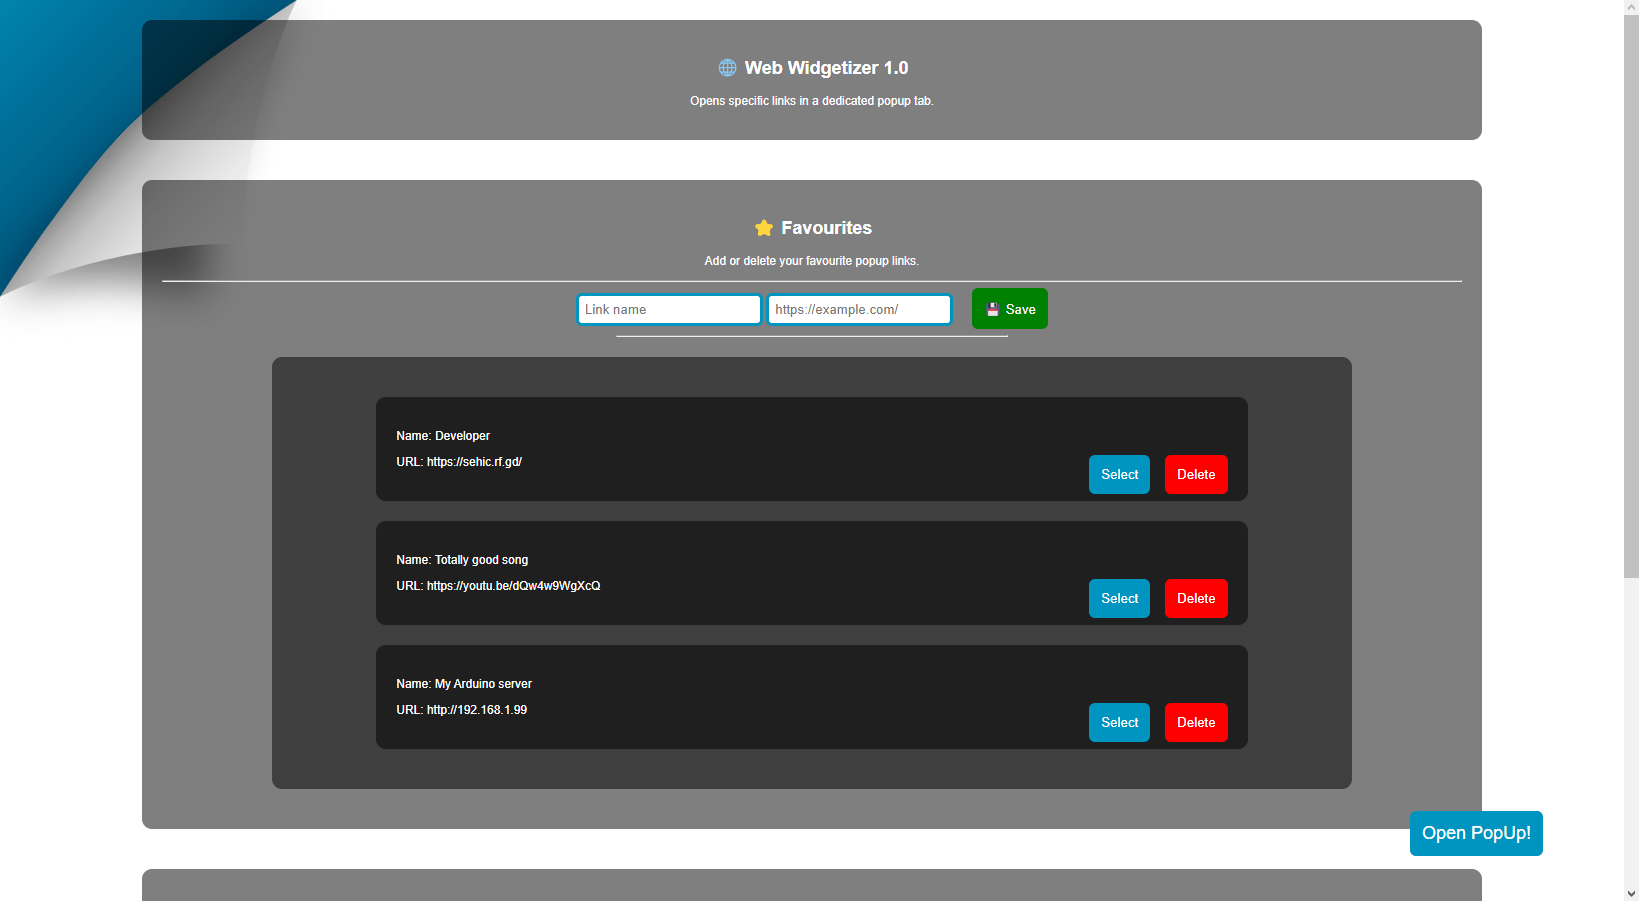 🌐 Web Widgetizer 1.0
Opens specific links in a dedicated popup tab.
⭐ Favourites
Add or delete your favourite popup links.
Link name https://example.com/ 💾 Save
Name: Developer
URL: https://sehic.rf.gd/
Select Delete
Name: Totally good song
URL: https://youtu.be/dQw4w9WgXcQ
Select Delete
Name: My Arduino server
URL: http://192.168.1.99
Select Delete
Open PopUp!